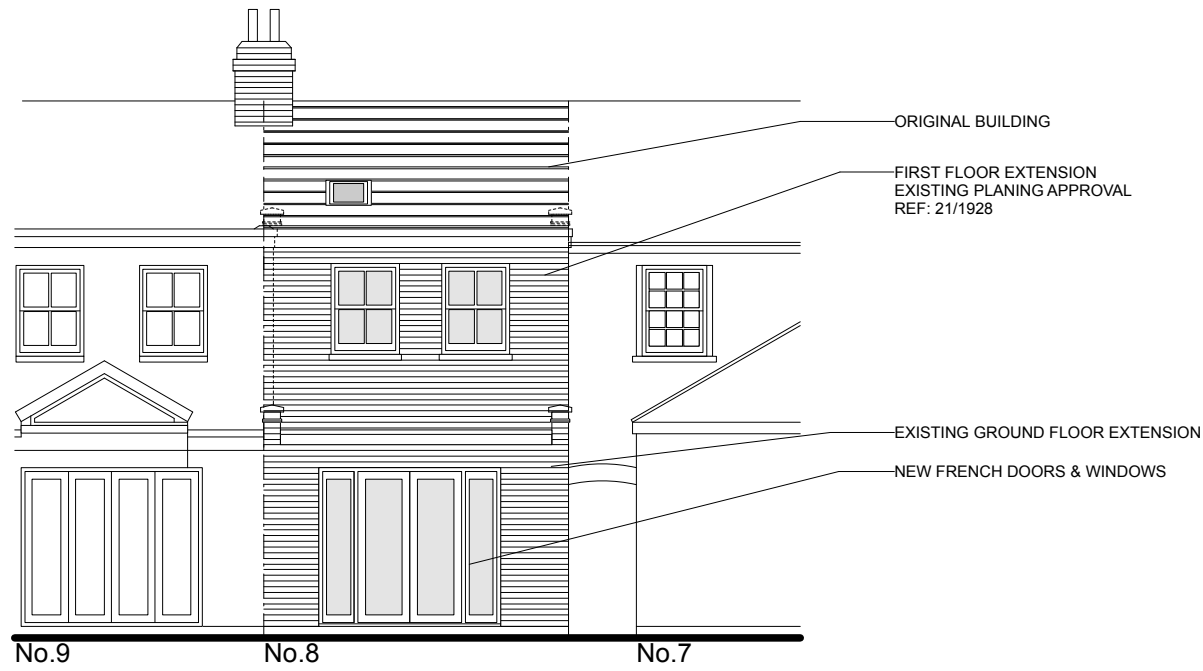 ORIGINAL BUILDING
FIRST FLOOR EXTENSION
EXISTING PLANING APPROVAL
REF: 21/1928
EXISTING GROUND FLOOR EXTENSION
NEW FRENCH DOORS & WINDOWS
No.9
No.8
No.7